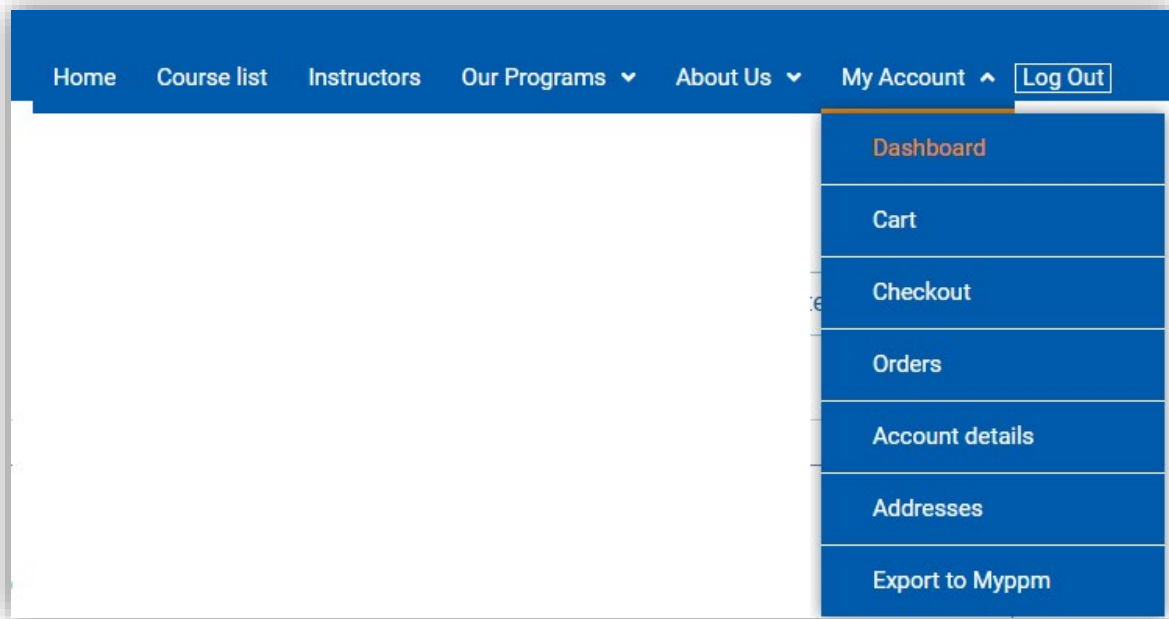 Home Course list Instructors Our Programs About Us My Account Log Out
Dashboard
Cart
Checkout
Orders
Account details
Addresses
Export to Myppm